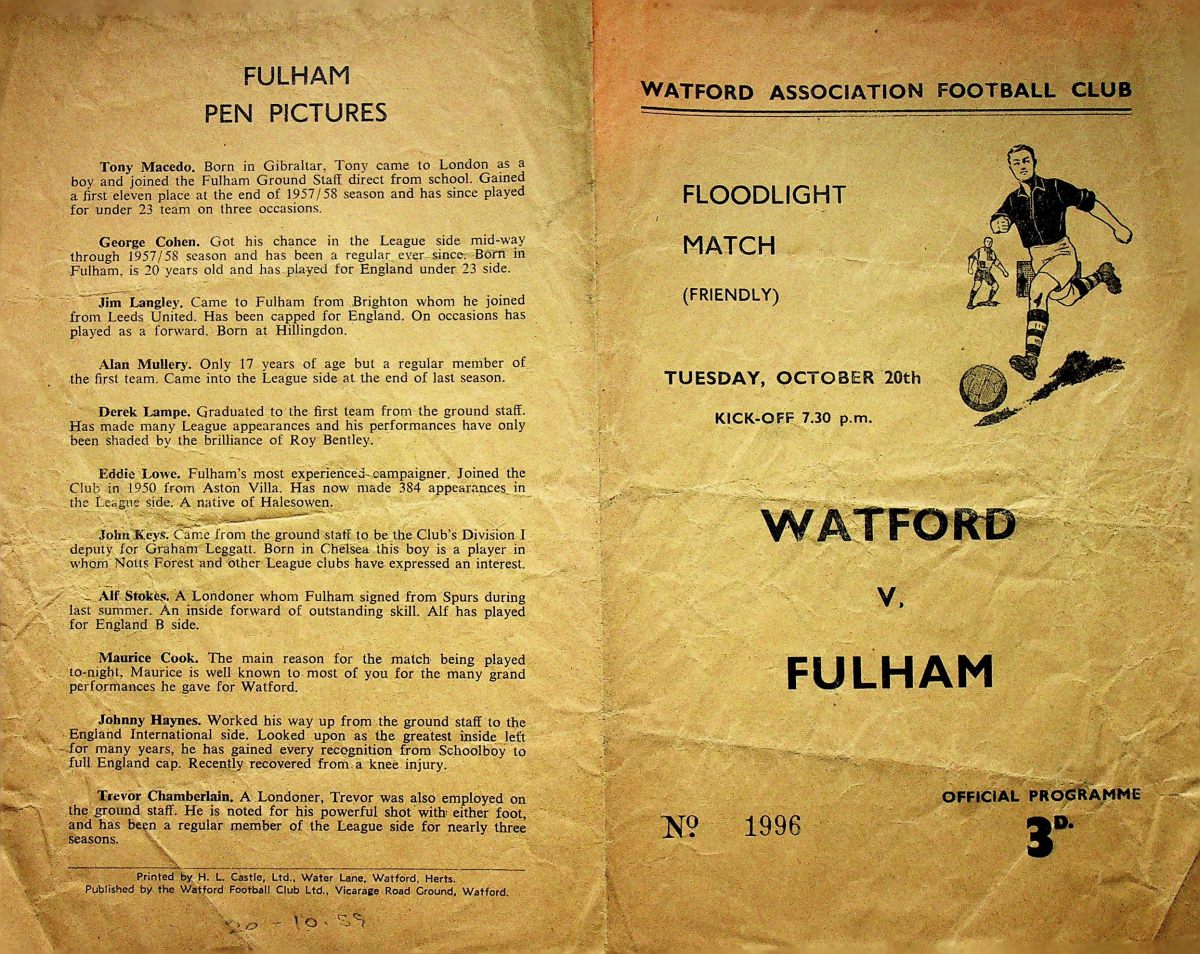 FULHAM
PEN PICTURES
Tony Macedo. Born in Gibraltar, Tony came to London as a
boy and joined the Fulham Ground Staff direct from school. Gained
a first eleven place at the end of 1957/58 season and has since played
for under 23 team on three occasions.
George Cohen. Got his chance in the League side mid-way
through 1957/58 season and has been a regular ever since. Born in
Fulham, is 20 years old and has played for England under 23 side.
Jim Langley. Came to Fulham from Brighton whom he joined
from Leeds United. Has been capped for England. On occasions has
played as a forward. Born at Hillingdon.
Alan Mullery. Only 17 years of age but a regular member of
the first team. Came into the League side at the end of last season.
Derek Lampe. Graduated to the first team from the ground staff.
Has made many League appearances and his performances have only
been shaded by the brilliance of Roy Bentley.
Eddie Lowe. Fulham's most experienced campaigner. Joined the
Club in 1950 from Aston Villa. Has now made 384 appearances in
the League side. A native of Halesowen.
John Keys. Came from the ground staff to be the Club's Division I
deputy for Graham Leggatt. Born in Chelsea this boy is a player in
whom Notts Forest and other League clubs have expressed an interest.
Alf Stokes. A Londoner whom Fulham signed from Spurs during
last summer. An inside forward of outstanding skill. Alf has played
for England B side.
Maurice Cook. The main reason for the match being played
to-night, Maurice is well known to most of you for the many grand
performances he gave for Watford.
Johnny Haynes. Worked his way up from the ground staff to the
England International side. Looked upon as the greatest inside left
for many years, he has gained every recognition from Schoolboy to
full England cap. Recently recovered from a knee injury.
Trevor Chamberlain. A Londoner, Trevor was also employed on
the ground staff. He is noted for his powerful shot with either foot,
and has been a regular member of the League side for nearly three
seasons.
Printed by H. L. Castle, Ltd., Water Lane, Watford, Herts.
Published by the Watford Football Club Ltd., Vicarage Road Ground, Watford.
20-10.59
WATFORD ASSOCIATION FOOTBALL CLUB
FLOODLIGHT
MATCH
(FRIENDLY)
TUESDAY, OCTOBER 20th
KICK-OFF 7.30 p.m.
WATFORD
V.
FULHAM
OFFICIAL PROGRAMME
3D.
Nº 1996